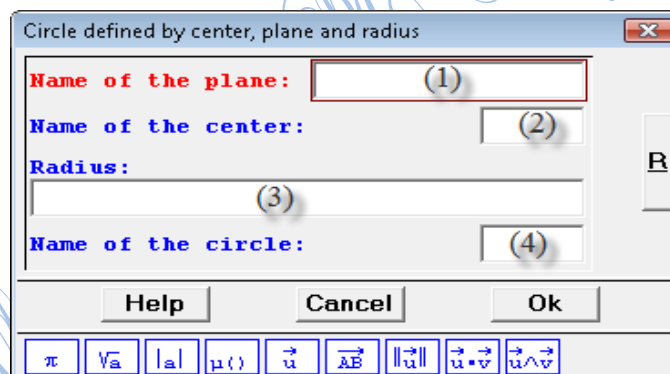 Circle defined by center, plane and radius
Name of the plane: (1)
Name of the center: (2)
Radius:
R
(3)
Name of the circle: (4)
Help Cancel Ok
π √a |a| μ() u⃗ A͞B⃗ ‖u⃗‖ u⃗•v⃗ u⃗∧v⃗